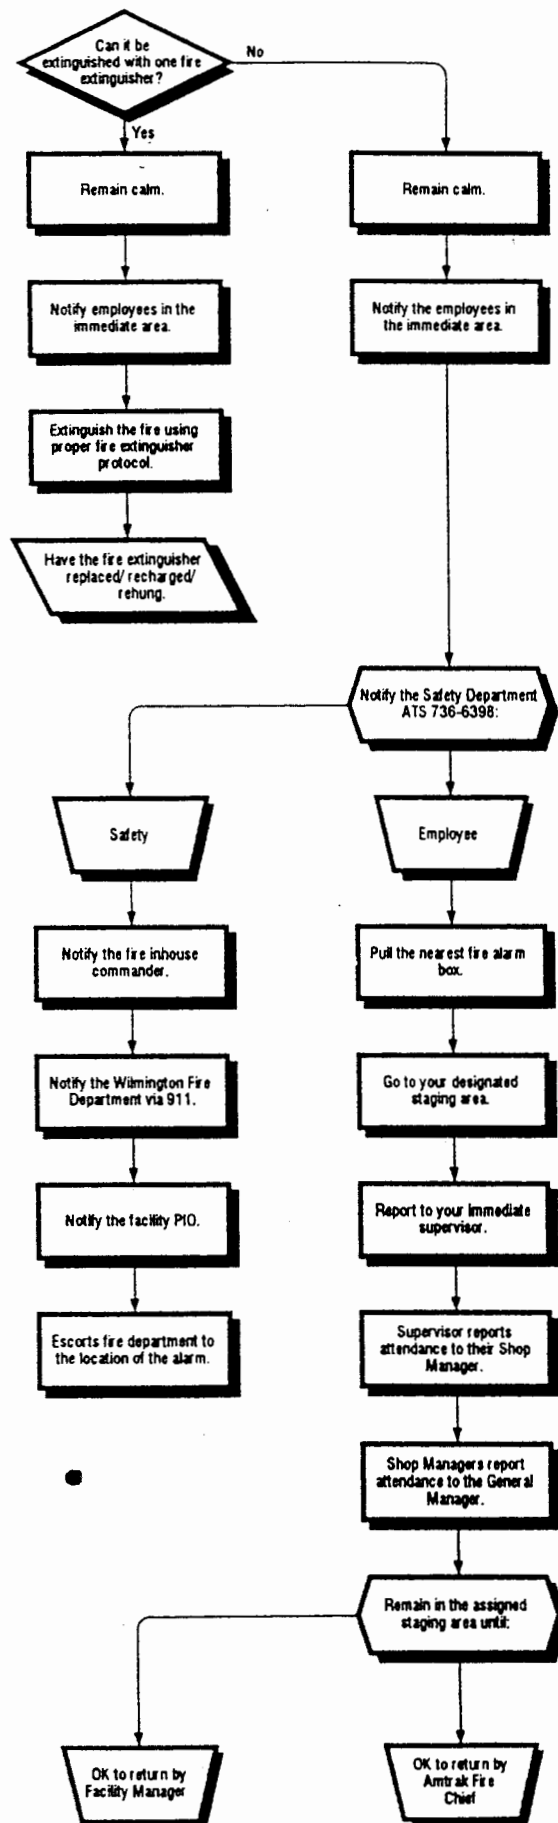 Can it be
extinguished with one fire
extinguisher?
No
Yes
Remain calm.
Remain calm.
Notify employees in the
immediate area.
Notify the employees in
the immediate area.
Extinguish the fire using
proper fire extinguisher
protocol.
Have the fire extinguisher
replaced/ recharged/
rehung.
Notify the Safety Department
ATS 736-6398:
Safety
Employee
Notify the fire inhouse
commander.
Pull the nearest fire alarm
box.
Notify the Wilmington Fire
Department via 911.
Go to your designated
staging area.
Notify the facility PIO.
Report to your immediate
supervisor.
Escorts fire department to
the location of the alarm.
Supervisor reports
attendance to their Shop
Manager.
Shop Managers report
attendance to the General
Manager.
Remain in the assigned
staging area until:
OK to return by
Facility Manager
OK to return by
Amtrak Fire
Chief